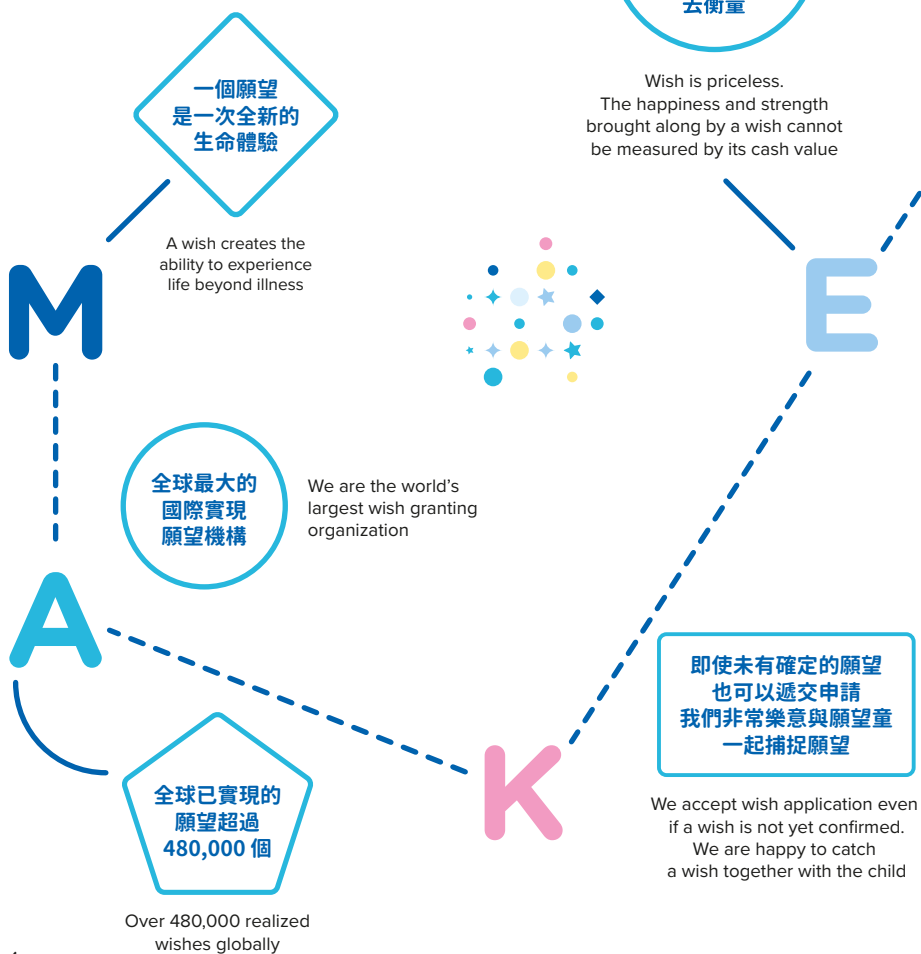 去衡量
Wish is priceless.
The happiness and strength
brought along by a wish cannot
be measured by its cash value
一個願望
是一次全新的
生命體驗
A wish creates the
ability to experience
life beyond illness
M
E
全球最大的
國際實現
願望機構
We are the world’s
largest wish granting
organization
A
K
即使未有確定的願望
也可以遞交申請
我們非常樂意與願望童
一起捕捉願望
We accept wish application even
if a wish is not yet confirmed.
We are happy to catch
a wish together with the child
全球已實現的
願望超過
480,000 個
Over 480,000 realized
wishes globally